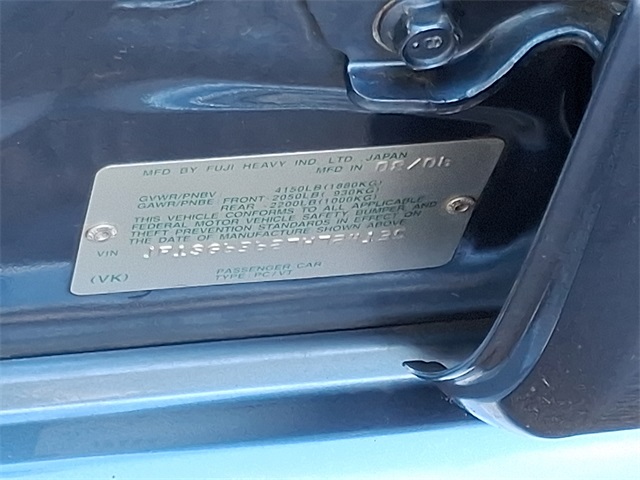 MFD BY FUJI HEAVY IND. LTD. JAPAN
MFD IN 08/06
GVWR/PNBV 4150LB(1880KG)
GAWR/PNBE FRONT-2050LB( 930KG)
REAR -2200LB(1000KG)
THIS VEHICLE CONFORMS TO ALL APPLICABLE
FEDERAL MOTOR VEHICLE SAFETY BUMPER AND
THEFT PREVENTION STANDARDS IN EFFECT ON
THE DATE OF MANUFACTURE SHOWN ABOVE
VIN
PASSENGER CAR
(VK) TYPE:PC/VT